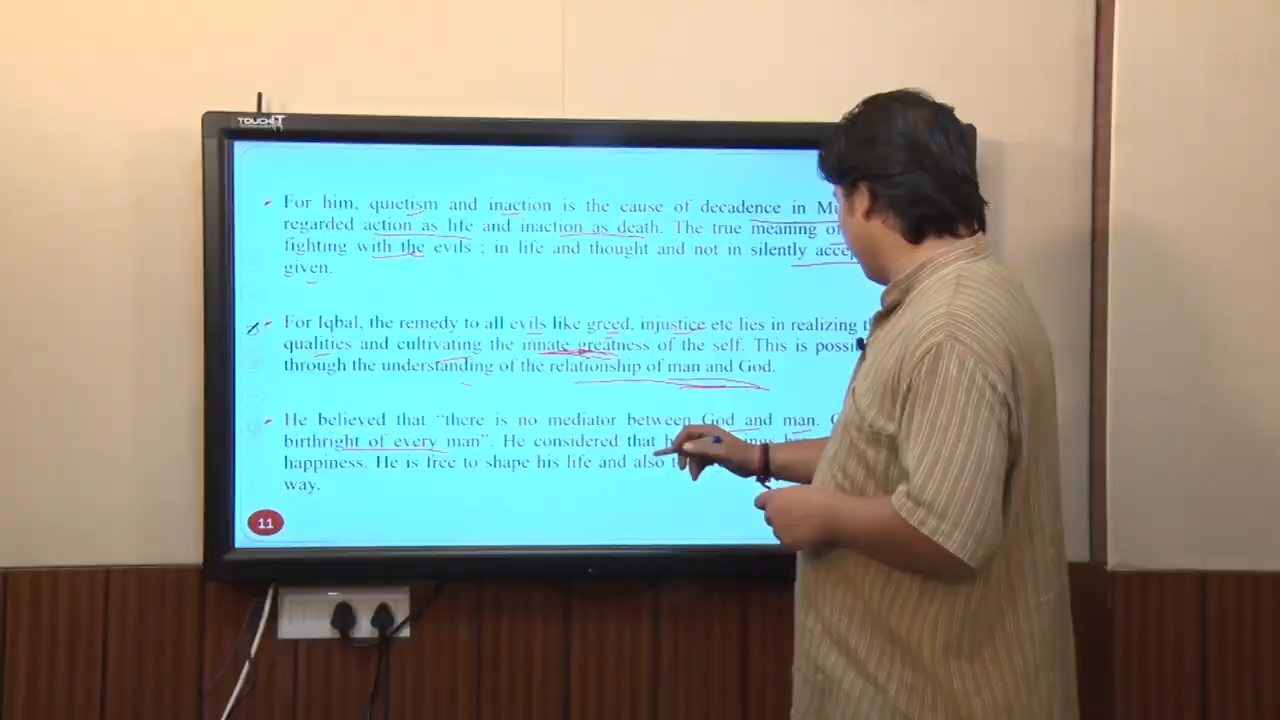 TOUCHIT
For him, quietism and inaction is the cause of decadence in
regarded action as life and inaction as death. The true meaning of
fighting with the evils : in life and thought and not in silently
given.
For Iqbal, the remedy to all evils like greed, injustice etc lies in realizing
qualities and cultivating the innate greatness of the self. This is
through the understanding of the relationship of man and God.
He believed that “there is no mediator between God and man.
birthright of every man”. He considered that
happiness. He is free to shape his life and also
way.
11